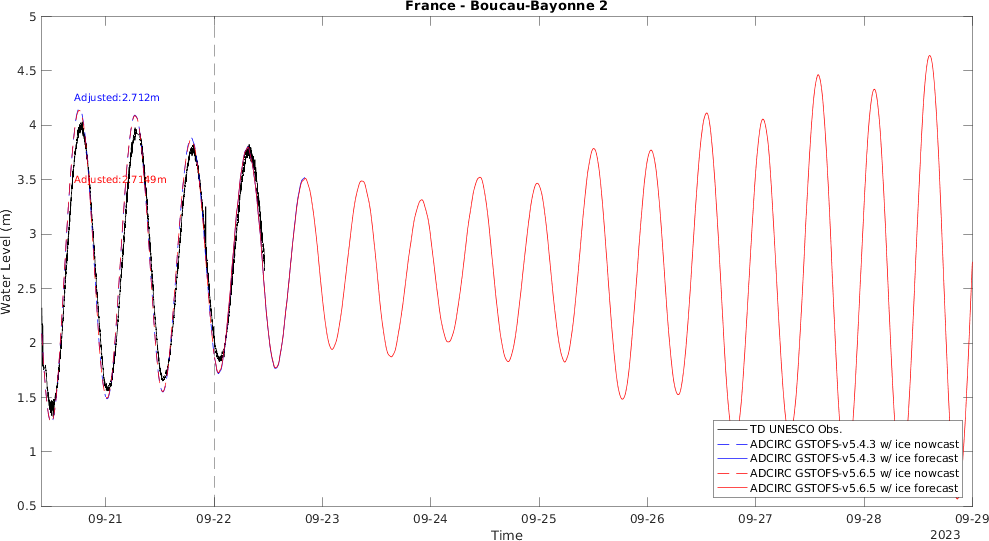 France - Boucau-Bayonne 2
5
4.5
4
3.5
3
2.5
2
1.5
1
0.5
Water Level (m)
Adjusted:2.712m
Adjusted:2.7149m
TD UNESCO Obs.
ADCIRC GSTOFS-v5.4.3 w/ ice nowcast
ADCIRC GSTOFS-v5.4.3 w/ ice forecast
ADCIRC GSTOFS-v5.6.5 w/ ice nowcast
ADCIRC GSTOFS-v5.6.5 w/ ice forecast
09-21 09-22 09-23 09-24 09-25 09-26 09-27 09-28 09-29
Time
2023